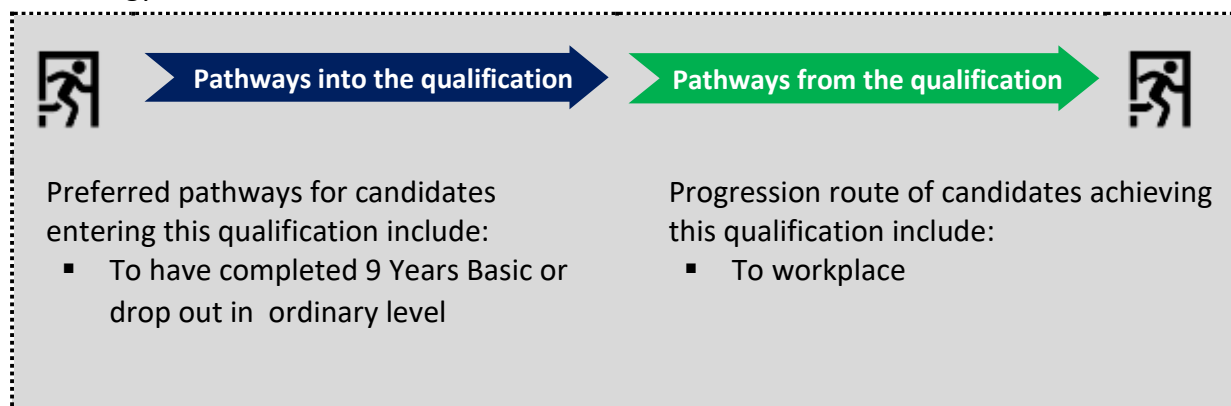 Pathways into the qualification
Pathways from the qualification
Preferred pathways for candidates
entering this qualification include:
▪ To have completed 9 Years Basic or
drop out in ordinary level
Progression route of candidates achieving
this qualification include:
▪ To workplace